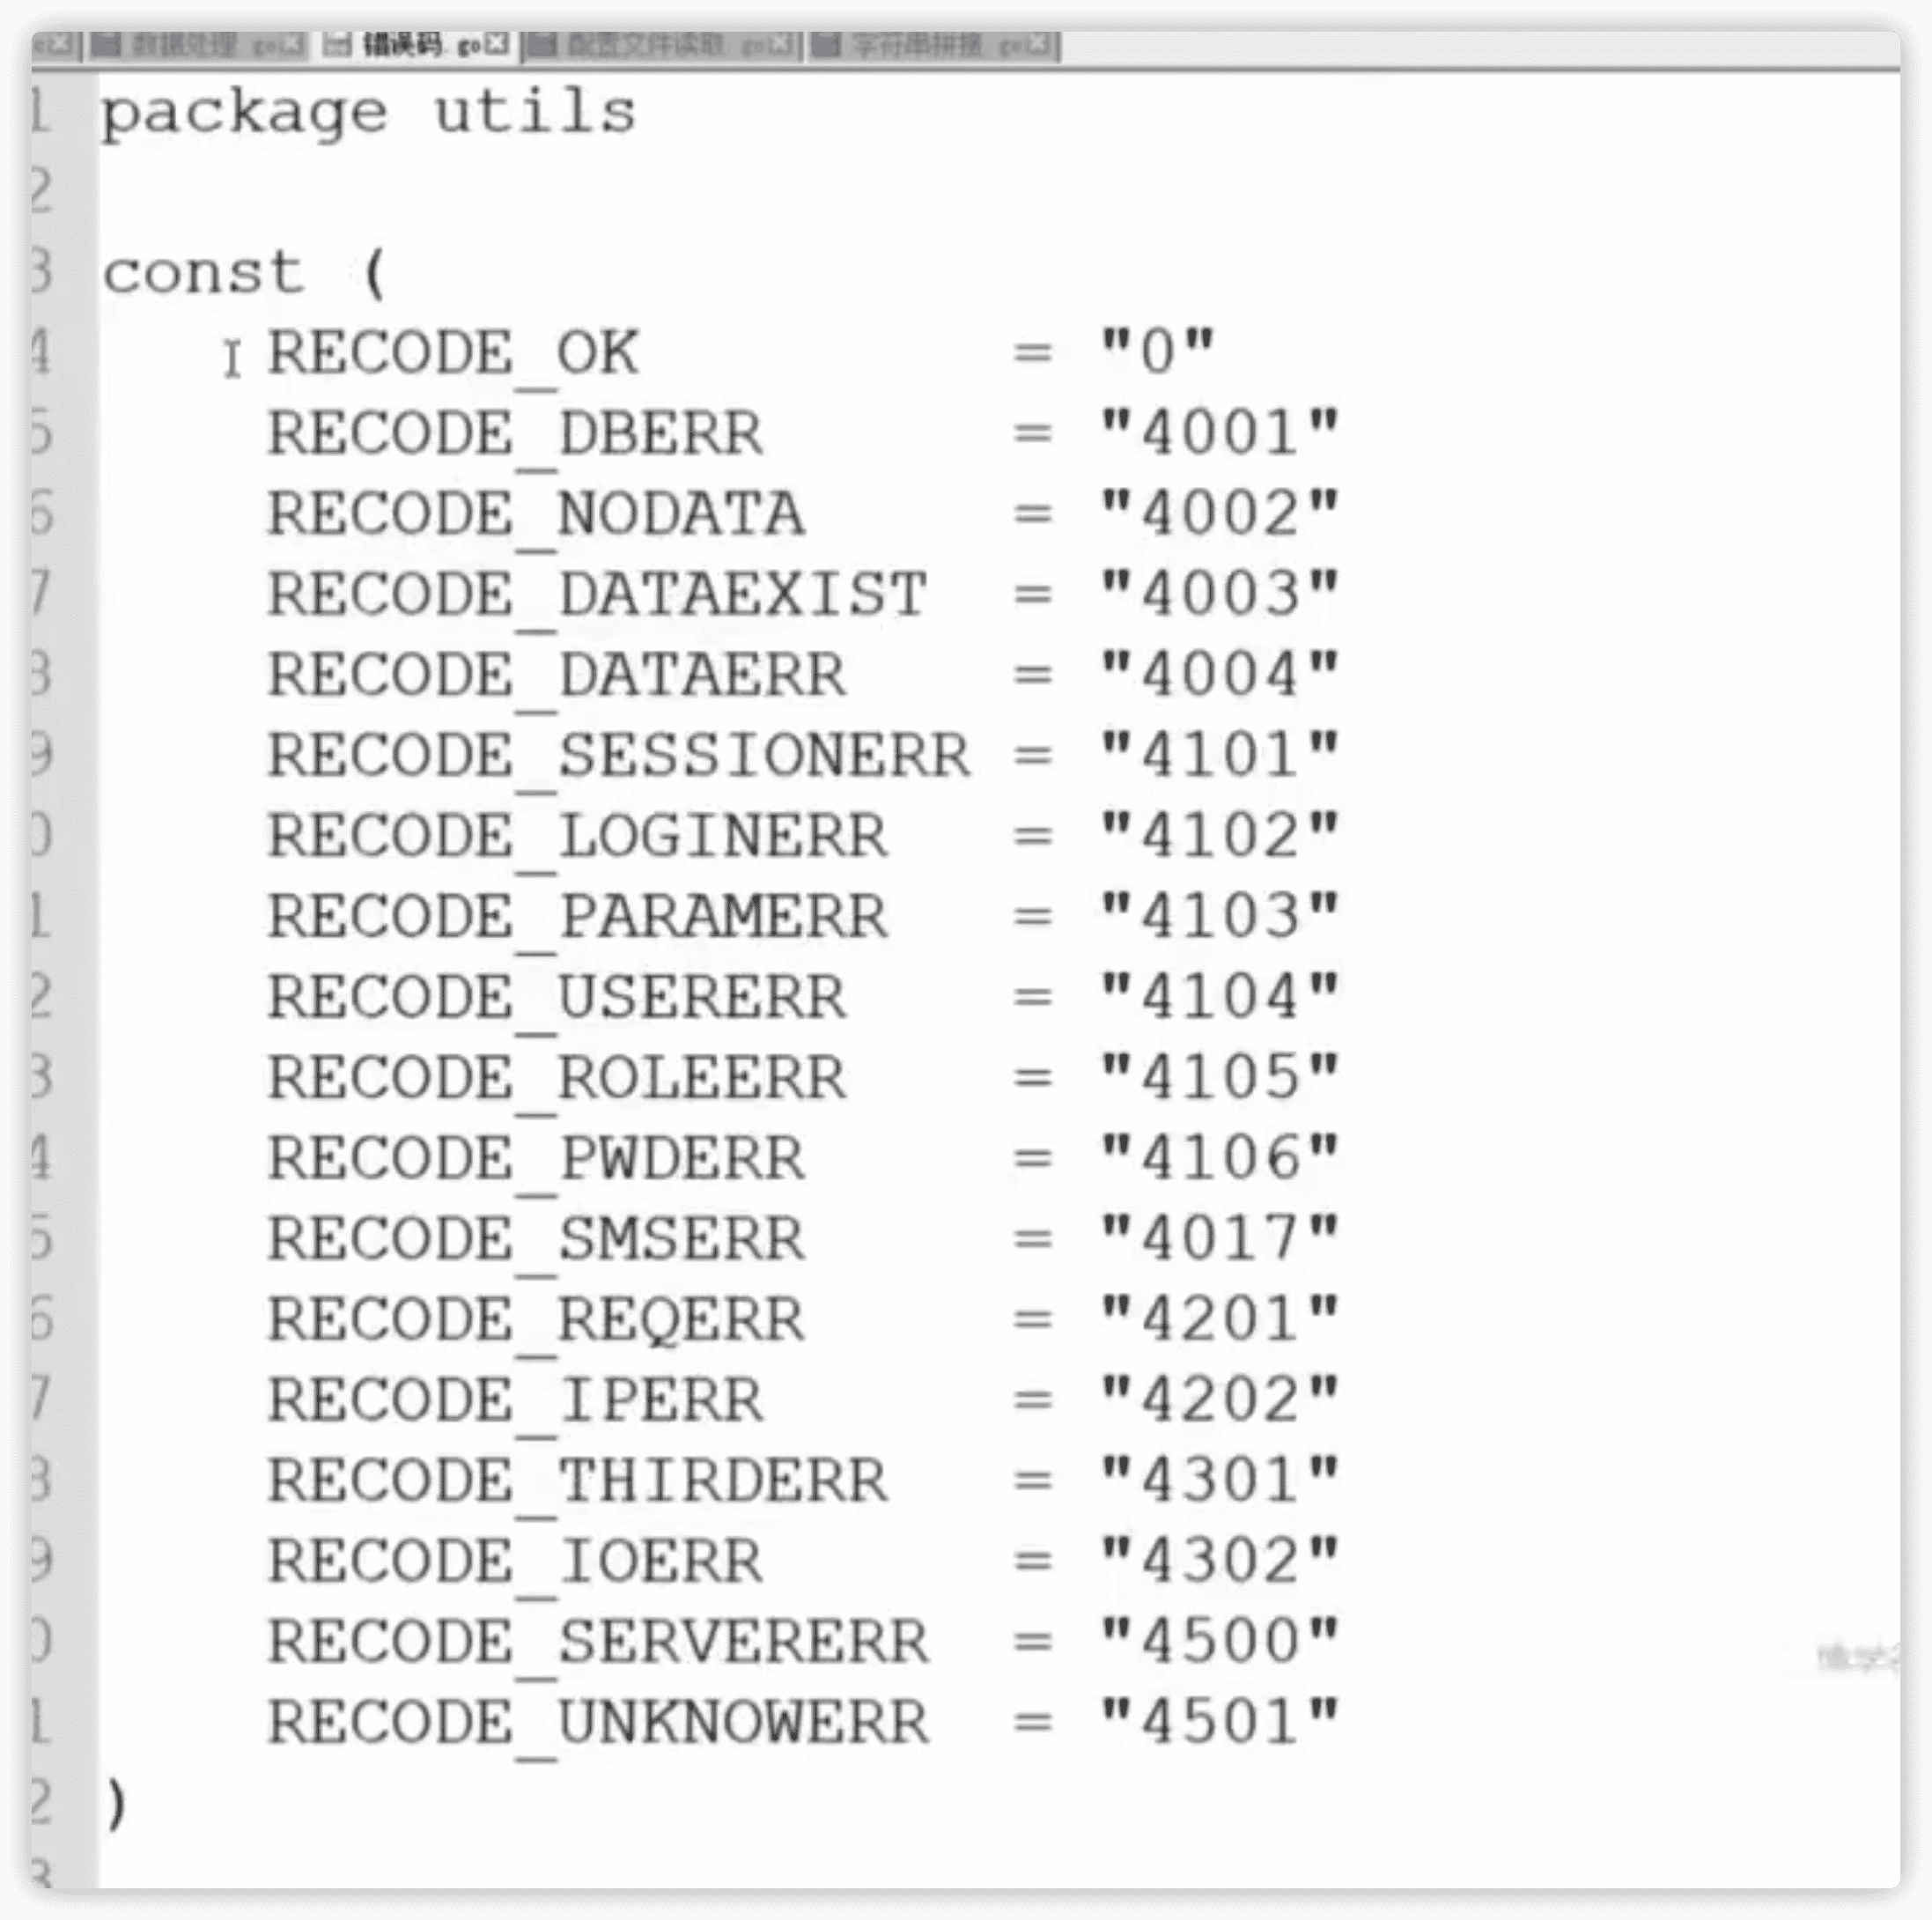 数据处理.go 错误码.go 配置文件读取.go 字符串拼接.go
1 package utils
2
3 const (
4 RECODE_OK = "0"
5 RECODE_DBERR = "4001"
6 RECODE_NODATA = "4002"
7 RECODE_DATAEXIST = "4003"
8 RECODE_DATAERR = "4004"
9 RECODE_SESSIONERR = "4101"
0 RECODE_LOGINERR = "4102"
1 RECODE_PARAMERR = "4103"
2 RECODE_USERERR = "4104"
3 RECODE_ROLEERR = "4105"
4 RECODE_PWDERR = "4106"
5 RECODE_SMSERR = "4017"
6 RECODE_REQERR = "4201"
7 RECODE_IPERR = "4202"
8 RECODE_THIRDERR = "4301"
9 RECODE_IOERR = "4302"
0 RECODE_SERVERERR = "4500"
1 RECODE_UNKNOWERR = "4501"
2 )
3